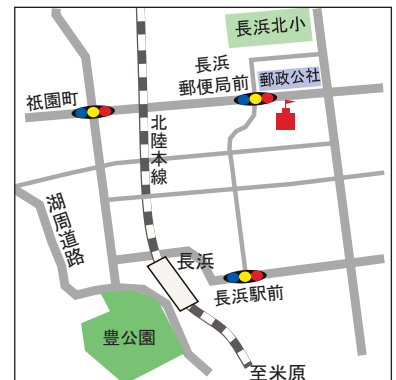 長浜北小
長浜
郵便局前
郵政公社
祇園町
北陸本線
湖周道路
長浜
長浜駅前
豊公園
至米原